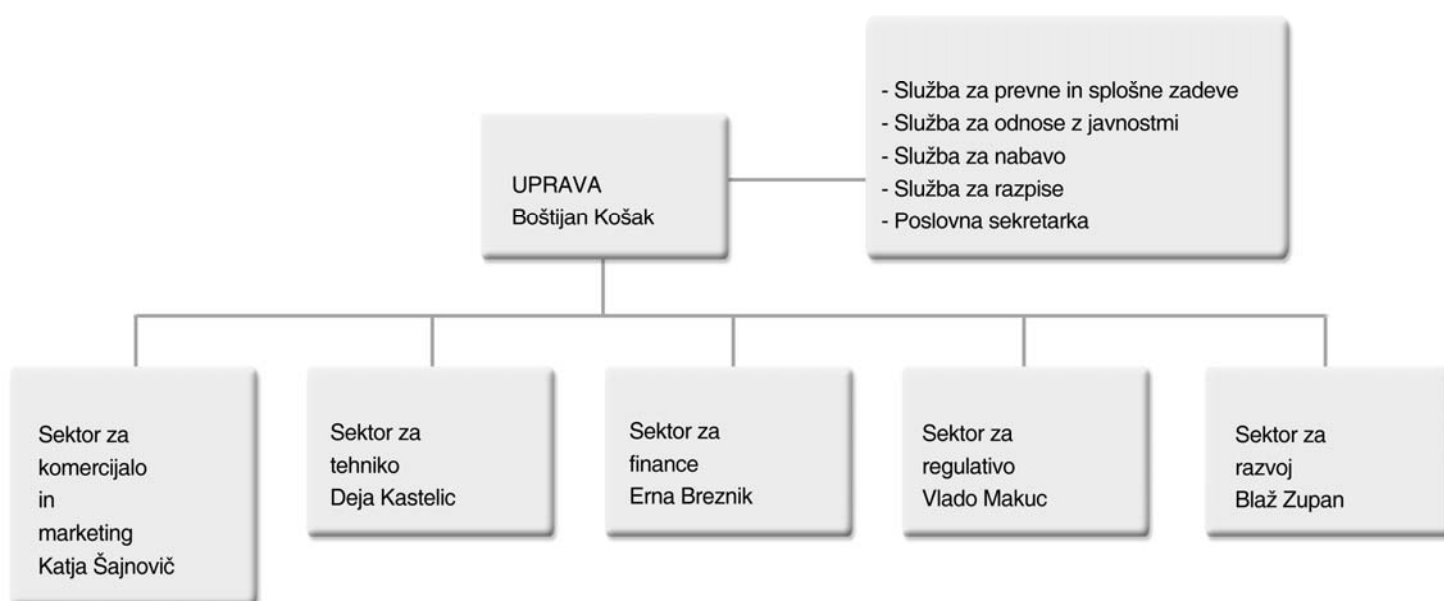 UPRAVA
Boštijan Košak
- Služba za prevne in splošne zadeve
- Služba za odnose z javnostmi
- Služba za nabavo
- Služba za razpise
- Poslovna sekretarka
Sektor za
komercijalo
in
marketing
Katja Šajnovič
Sektor za
tehniko
Deja Kastelic
Sektor za
finance
Erna Breznik
Sektor za
regulativo
Vlado Makuc
Sektor za
razvoj
Blaž Zupan